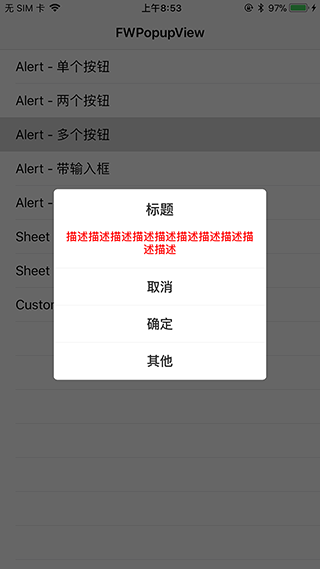 无 SIM 卡 上午8:53 97%
FWPopupView
Alert - 单个按钮
Alert - 两个按钮
Alert - 多个按钮
Alert - 带输入框
Alert -
标题
Sheet
描述描述描述描述描述描述描述描述描
述描述
Sheet
取消
Custo
确定
其他